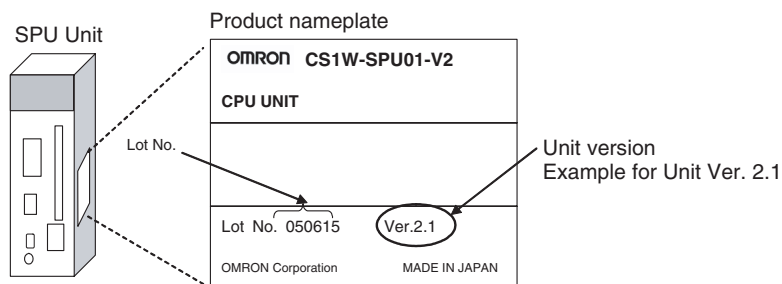 Product nameplate
SPU Unit
OMRON CS1W-SPU01-V2
CPU UNIT
Lot No.
Unit version
Example for Unit Ver. 2.1
Lot No. 050615 Ver.2.1
OMRON Corporation MADE IN JAPAN